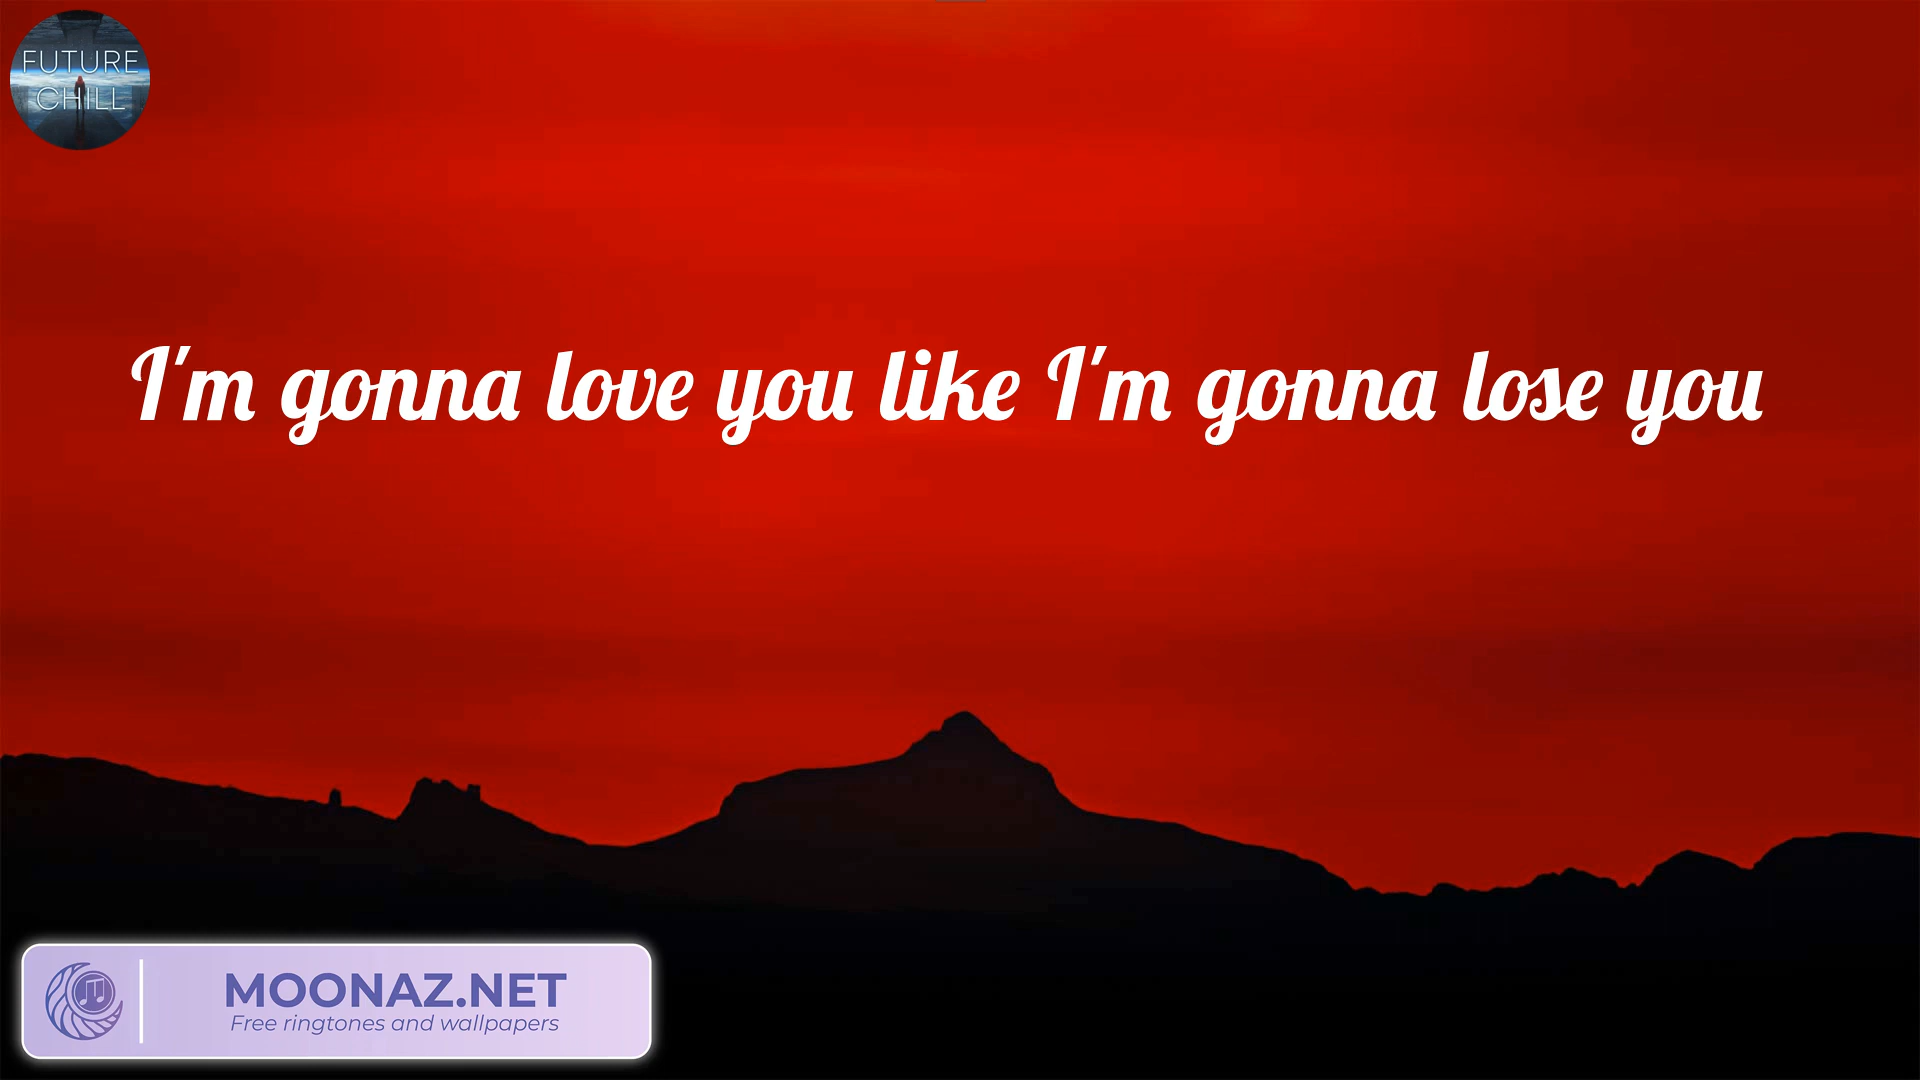 FUTURE
CHILL
I'm gonna love you like I'm gonna lose you
MOONAZ.NET
Free ringtones and wallpapers